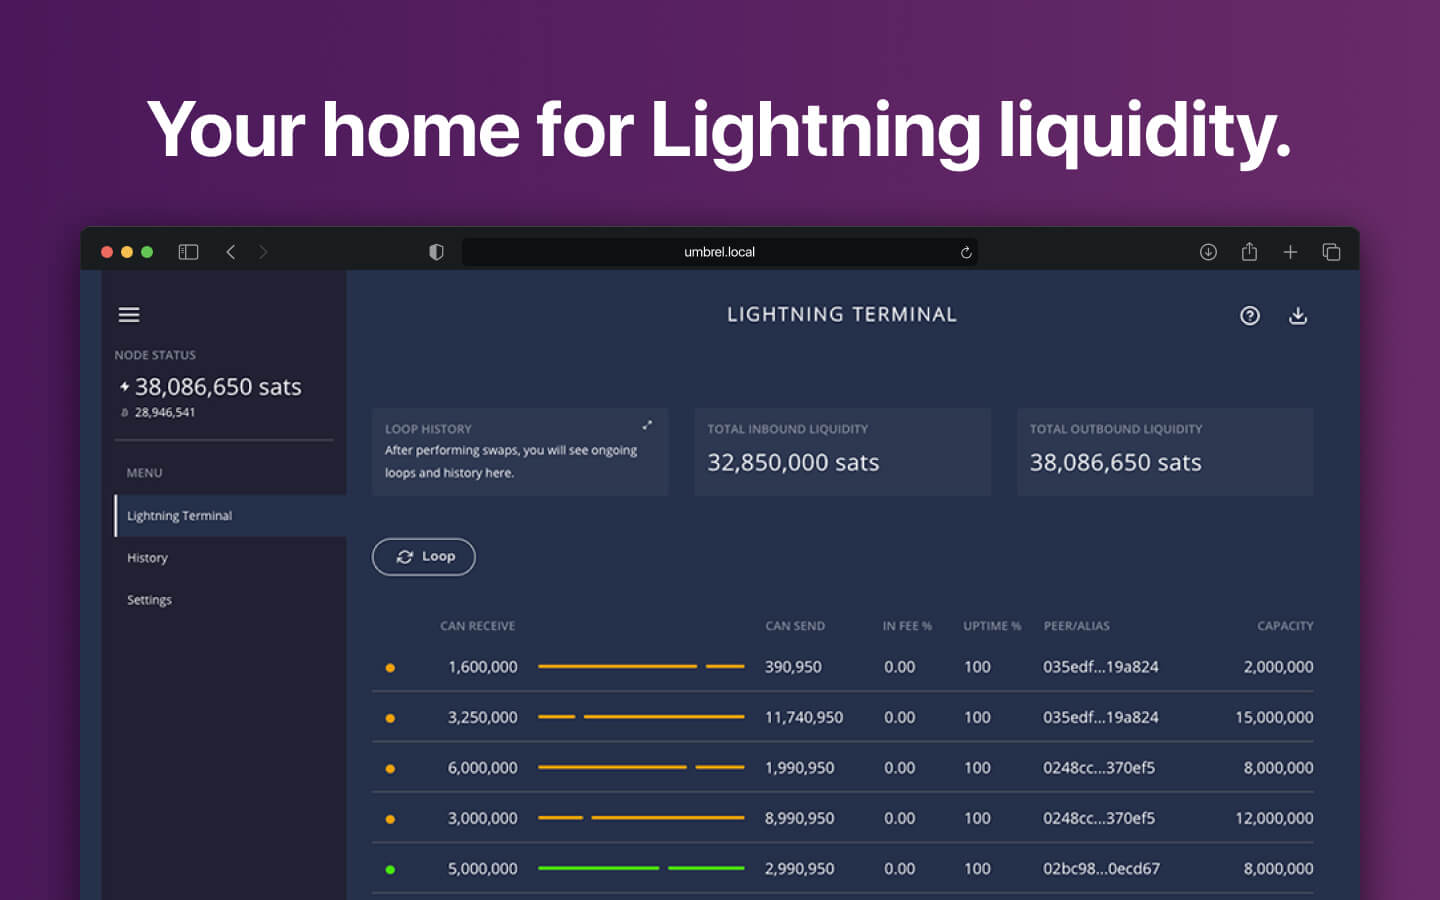 Your home for Lightning liquidity.
umbrel.local
LIGHTNING TERMINAL
NODE STATUS
38,086,650 sats
28,946,541
MENU
Lightning Terminal
History
Settings
LOOP HISTORY
After performing swaps, you will see ongoing
loops and history here.
TOTAL INBOUND LIQUIDITY
32,850,000 sats
TOTAL OUTBOUND LIQUIDITY
38,086,650 sats
Loop
CAN RECEIVE CAN SEND IN FEE % UPTIME % PEER/ALIAS CAPACITY
1,600,000 390,950 0.00 100 035edf...19a824 2,000,000
3,250,000 11,740,950 0.00 100 035edf...19a824 15,000,000
6,000,000 1,990,950 0.00 100 0248cc...370ef5 8,000,000
3,000,000 8,990,950 0.00 100 0248cc...370ef5 12,000,000
5,000,000 2,990,950 0.00 100 02bc98...0ecd67 8,000,000